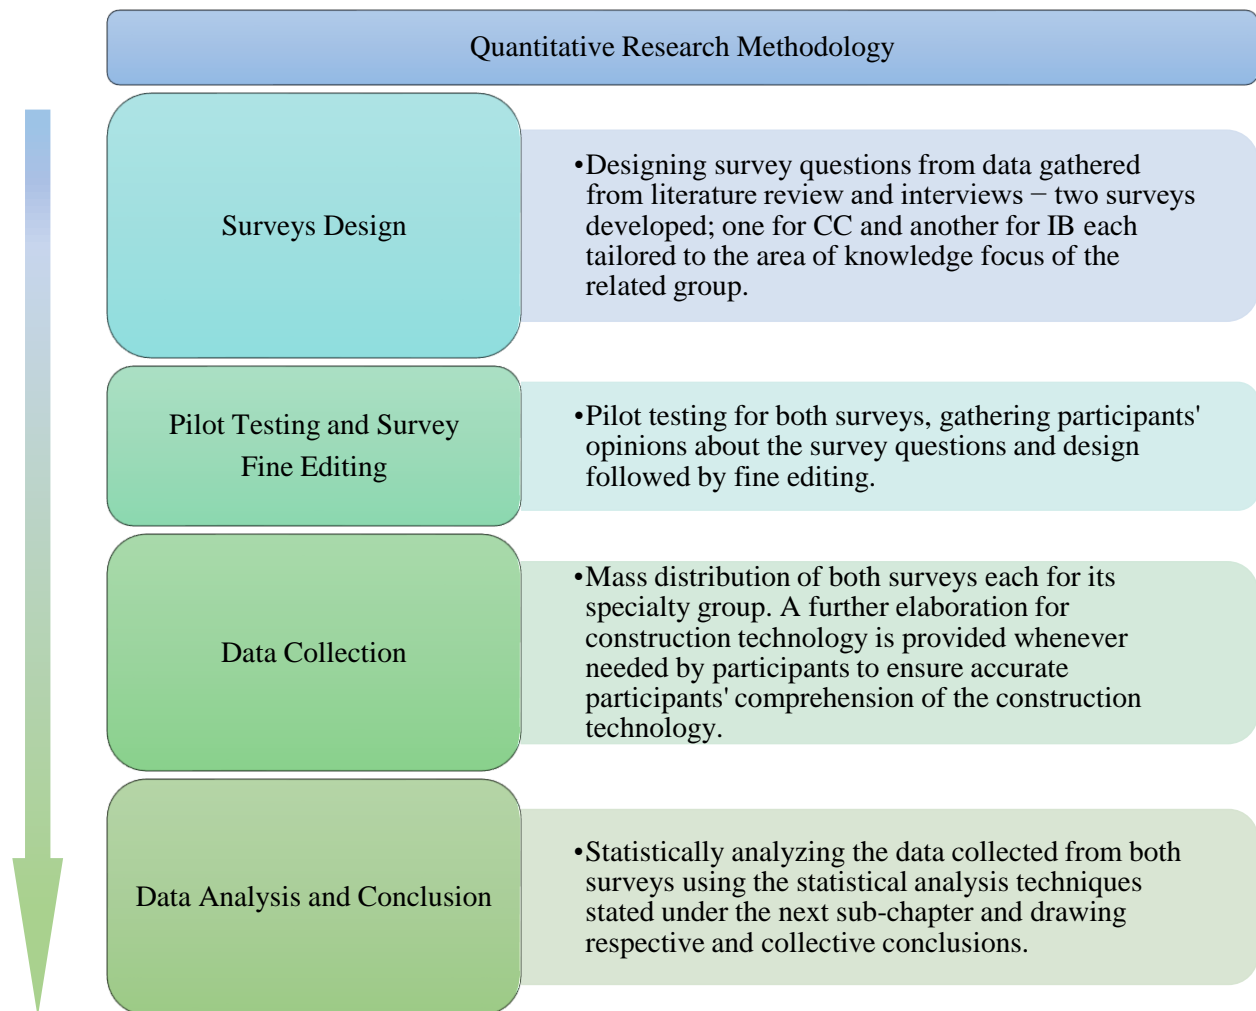 Quantitative Research Methodology
Surveys Design
•Designing survey questions from data gathered
from literature review and interviews − two surveys
developed; one for CC and another for IB each
tailored to the area of knowledge focus of the
related group.
Pilot Testing and Survey
Fine Editing
•Pilot testing for both surveys, gathering participants'
opinions about the survey questions and design
followed by fine editing.
Data Collection
•Mass distribution of both surveys each for its
specialty group. A further elaboration for
construction technology is provided whenever
needed by participants to ensure accurate
participants' comprehension of the construction
technology.
Data Analysis and Conclusion
•Statistically analyzing the data collected from both
surveys using the statistical analysis techniques
stated under the next sub-chapter and drawing
respective and collective conclusions.